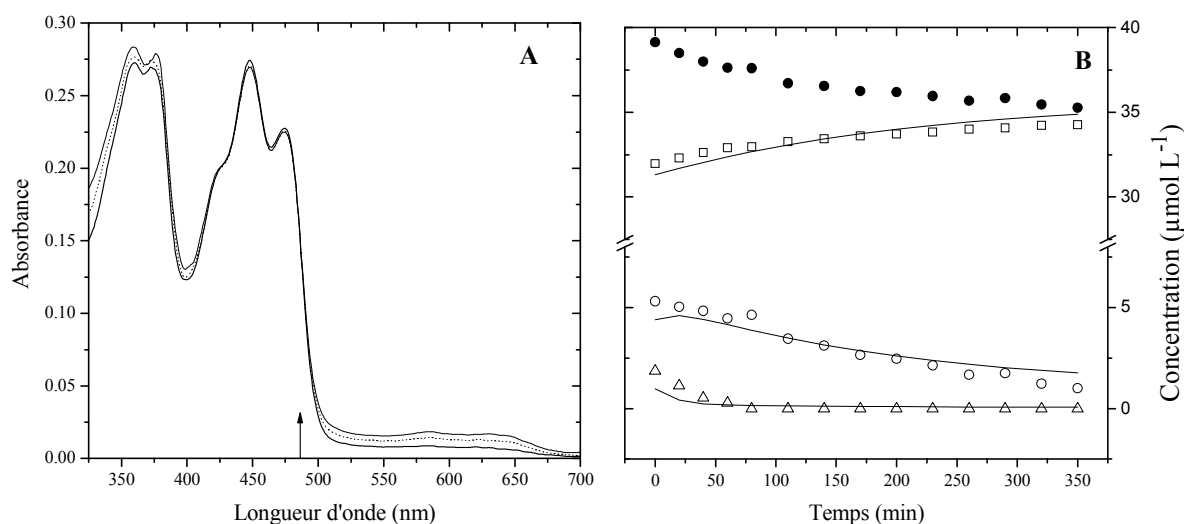 A
0.30
0.25
0.20
0.15
0.10
0.05
0.00
Absorbance
350 400 450 500 550 600 650 700
Longueur d'onde (nm)
B
40
35
30
5
0
Concentration (µmol L⁻¹)
0 50 100 150 200 250 300 350
Temps (min)